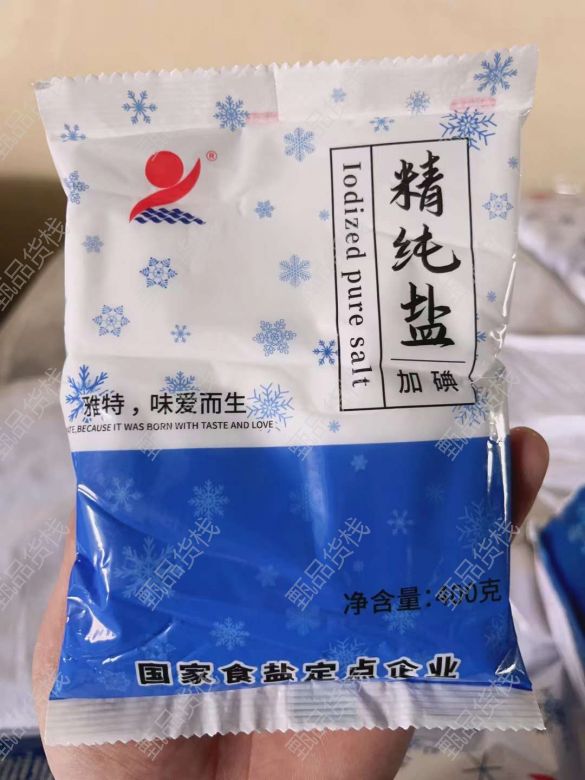 ®
精纯盐
加碘
Iodized pure salt
雅特，味爱而生
TE,BECAUSE IT WAS BORN WITH TASTE AND LOVE
净含量：400克
国家食盐定点企业
甄品货栈